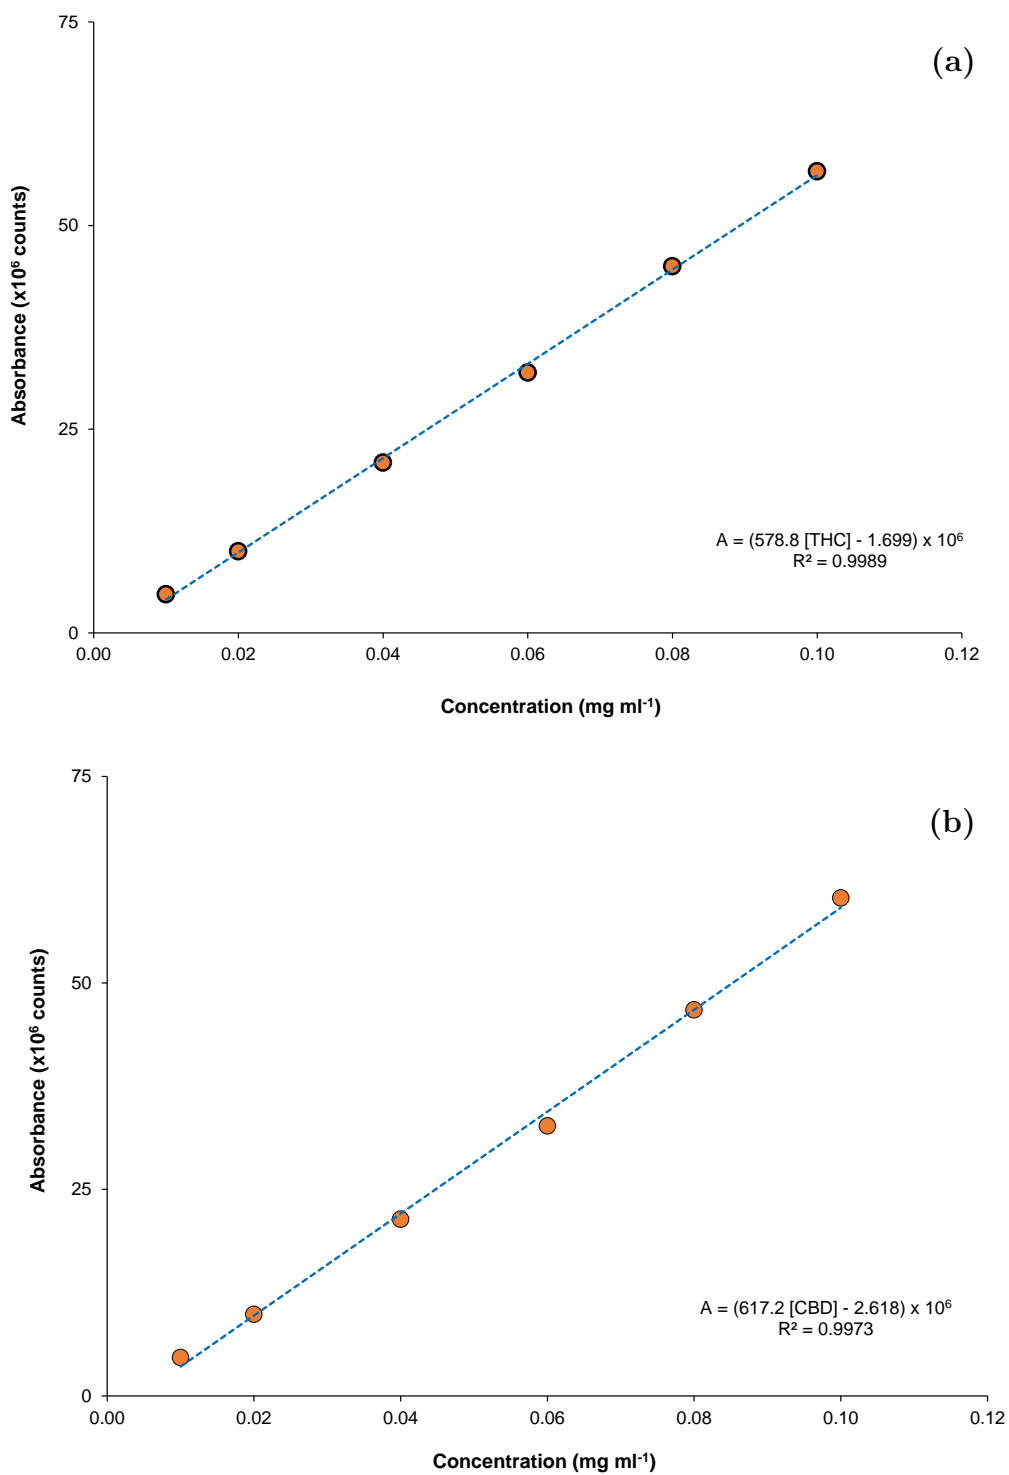 75
(a)
50
Absorbance (x10⁶ counts)
25
A = (578.8 [THC] - 1.699) x 10⁶
R² = 0.9989
0
0.00 0.02 0.04 0.06 0.08 0.10 0.12
Concentration (mg ml⁻¹)
75
(b)
50
Absorbance (x10⁶ counts)
25
A = (617.2 [CBD] - 2.618) x 10⁶
R² = 0.9973
0
0.00 0.02 0.04 0.06 0.08 0.10 0.12
Concentration (mg ml⁻¹)